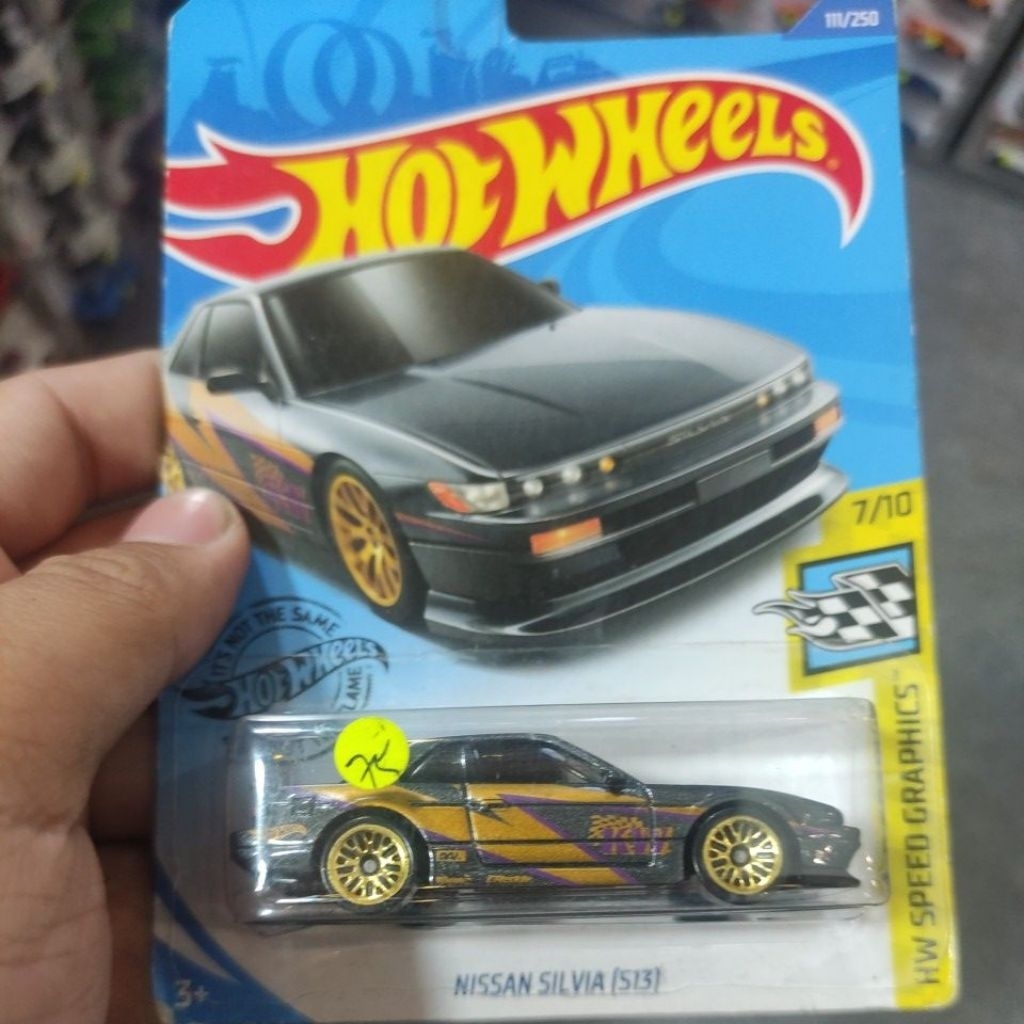 111/250
HOT WHEELS
SILVIA
7/10
IT'S NOT THE SAME
HOT WHEELS
HW SPEED GRAPHICS
NISSAN SILVIA (S13)
3+